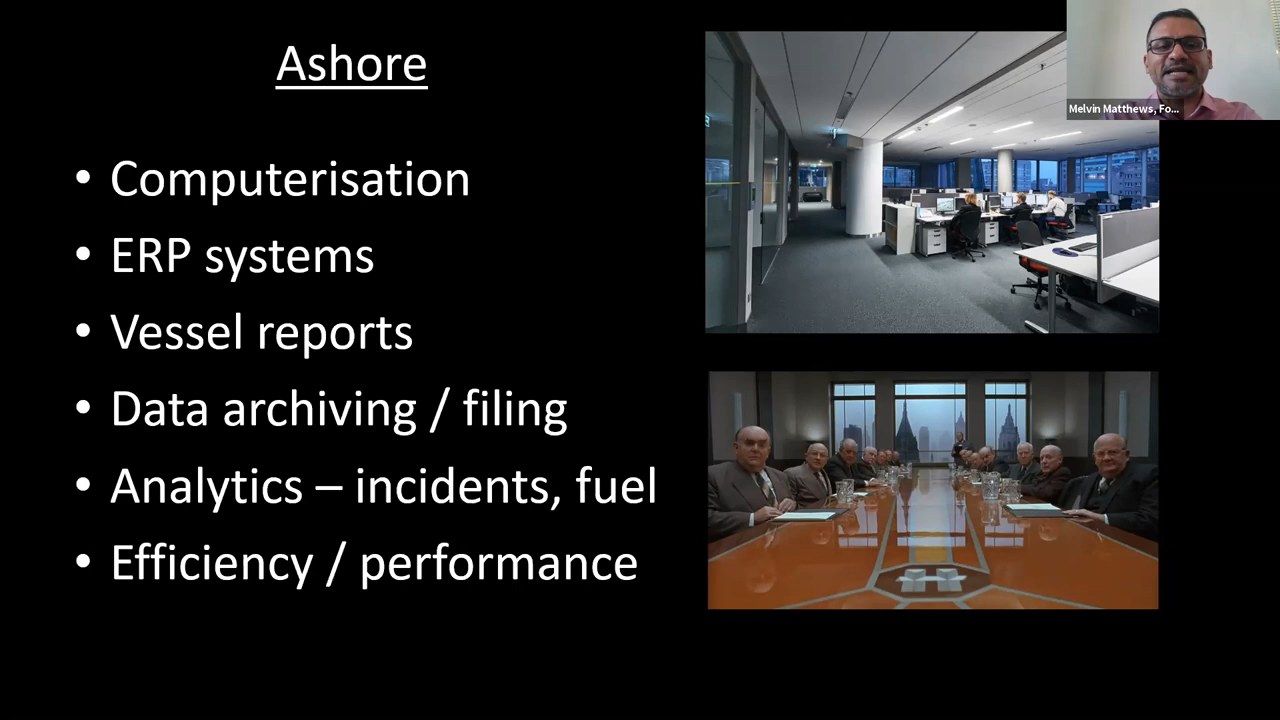 Ashore
• Computerisation
• ERP systems
• Vessel reports
• Data archiving / filing
• Analytics – incidents, fuel
• Efficiency / performance
Melvin Matthews, Fo...